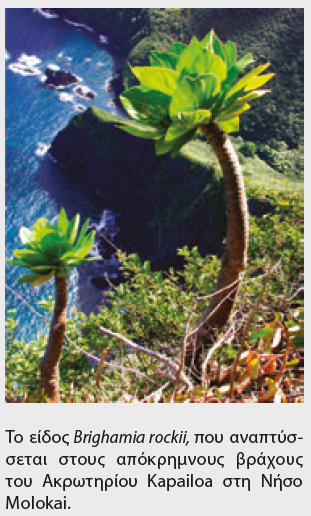 Το είδος Brighamia rockii, που αναπτύσ-
σεται στους απόκρημνους βράχους
του Ακρωτηρίου Kapailoa στη Νήσο
Molokai.